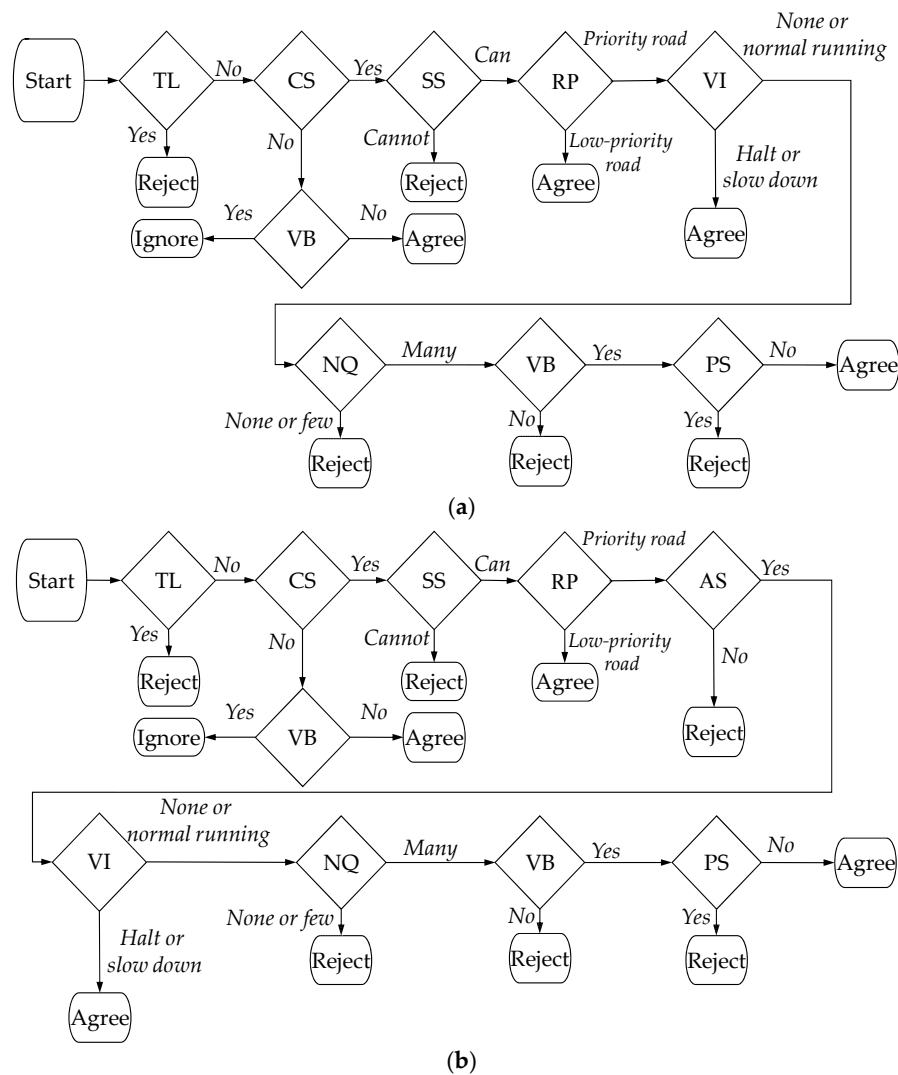 None or
Priority road normal running
Start TL No CS Yes SS Can RP VI
Yes No Cannot Low-priority road Halt or slow down
Reject Reject Agree
Yes No
Ignore VB Agree Agree
NQ Many VB Yes PS No Agree
None or few No Yes
Reject Reject Reject
(a)
Priority road
Start TL No CS Yes SS Can RP AS Yes
Yes No Cannot Low-priority road No
Reject Reject Agree
Yes No
Ignore VB Agree Reject
None or
normal running
VI NQ Many VB Yes PS No Agree
None or few No Yes
Halt or
slow down Reject Reject Reject
Agree
(b)